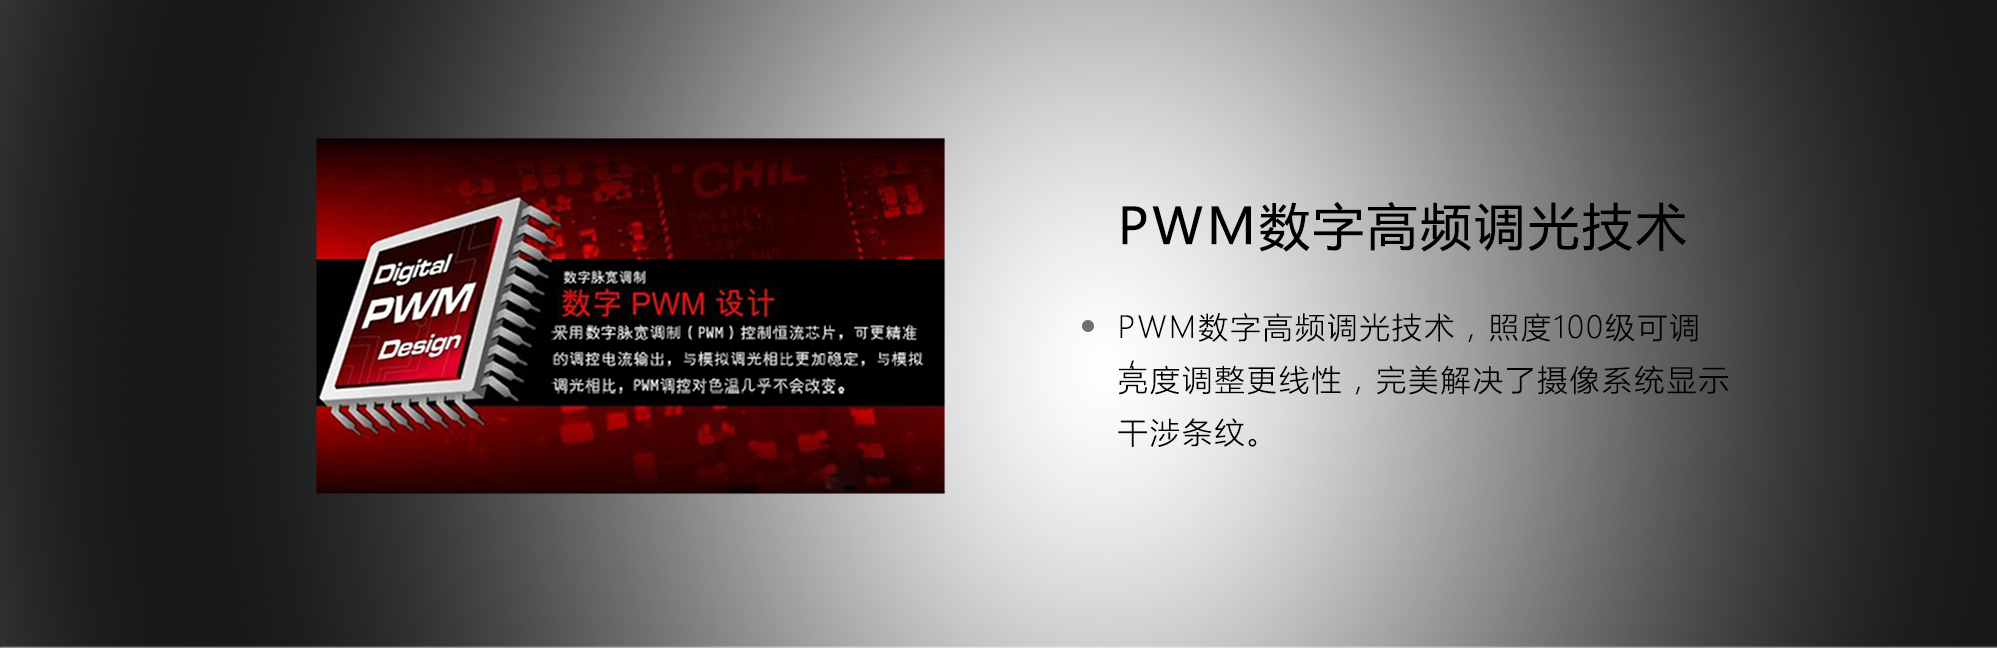 CHiL
Digital
PWM
Design
数字脉宽调制
数字 PWM 设计
采用数字脉宽调制（PWM）控制恒流芯片，可更精准
的调控电流输出，与模拟调光相比更加稳定，与模拟
调光相比，PWM调控对色温几乎不会改变。
PWM数字高频调光技术
PWM数字高频调光技术，照度100级可调
，
亮度调整更线性，完美解决了摄像系统显示
干涉条纹。